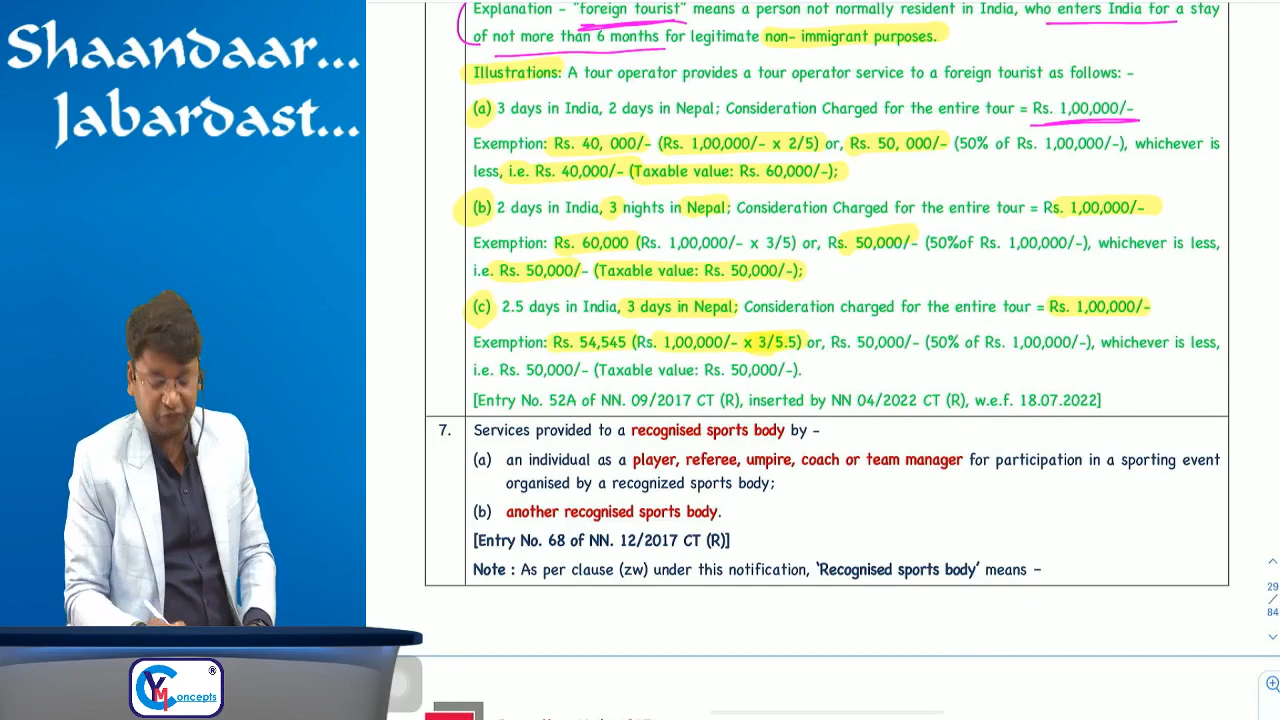 Shaandaar...
Jabardast...
Explanation – "foreign tourist" means a person not normally resident in India, who enters India for a stay
of not more than 6 months for legitimate non- immigrant purposes.
Illustrations: A tour operator provides a tour operator service to a foreign tourist as follows: –
(a) 3 days in India, 2 days in Nepal; Consideration Charged for the entire tour = Rs. 1,00,000/-
Exemption: Rs. 40, 000/- (Rs. 1,00,000/- x 2/5) or, Rs. 50, 000/- (50% of Rs. 1,00,000/-), whichever is
less, i.e. Rs. 40,000/- (Taxable value: Rs. 60,000/-);
(b) 2 days in India, 3 nights in Nepal; Consideration Charged for the entire tour = Rs. 1,00,000/-
Exemption: Rs. 60,000 (Rs. 1,00,000/- x 3/5) or, Rs. 50,000/- (50%of Rs. 1,00,000/-), whichever is less,
i.e. Rs. 50,000/- (Taxable value: Rs. 50,000/-);
(c) 2.5 days in India, 3 days in Nepal; Consideration charged for the entire tour = Rs. 1,00,000/-
Exemption: Rs. 54,545 (Rs. 1,00,000/- x 3/5.5) or, Rs. 50,000/- (50% of Rs. 1,00,000/-), whichever is less,
i.e. Rs. 50,000/- (Taxable value: Rs. 50,000/-).
[Entry No. 52A of NN. 09/2017 CT (R), inserted by NN 04/2022 CT (R), w.e.f. 18.07.2022]
7. Services provided to a recognised sports body by –
(a) an individual as a player, referee, umpire, coach or team manager for participation in a sporting event
organised by a recognized sports body;
(b) another recognised sports body.
[Entry No. 68 of NN. 12/2017 CT (R)]
Note : As per clause (zw) under this notification, 'Recognised sports body' means –
29
/
84
CYM ®
oncepts